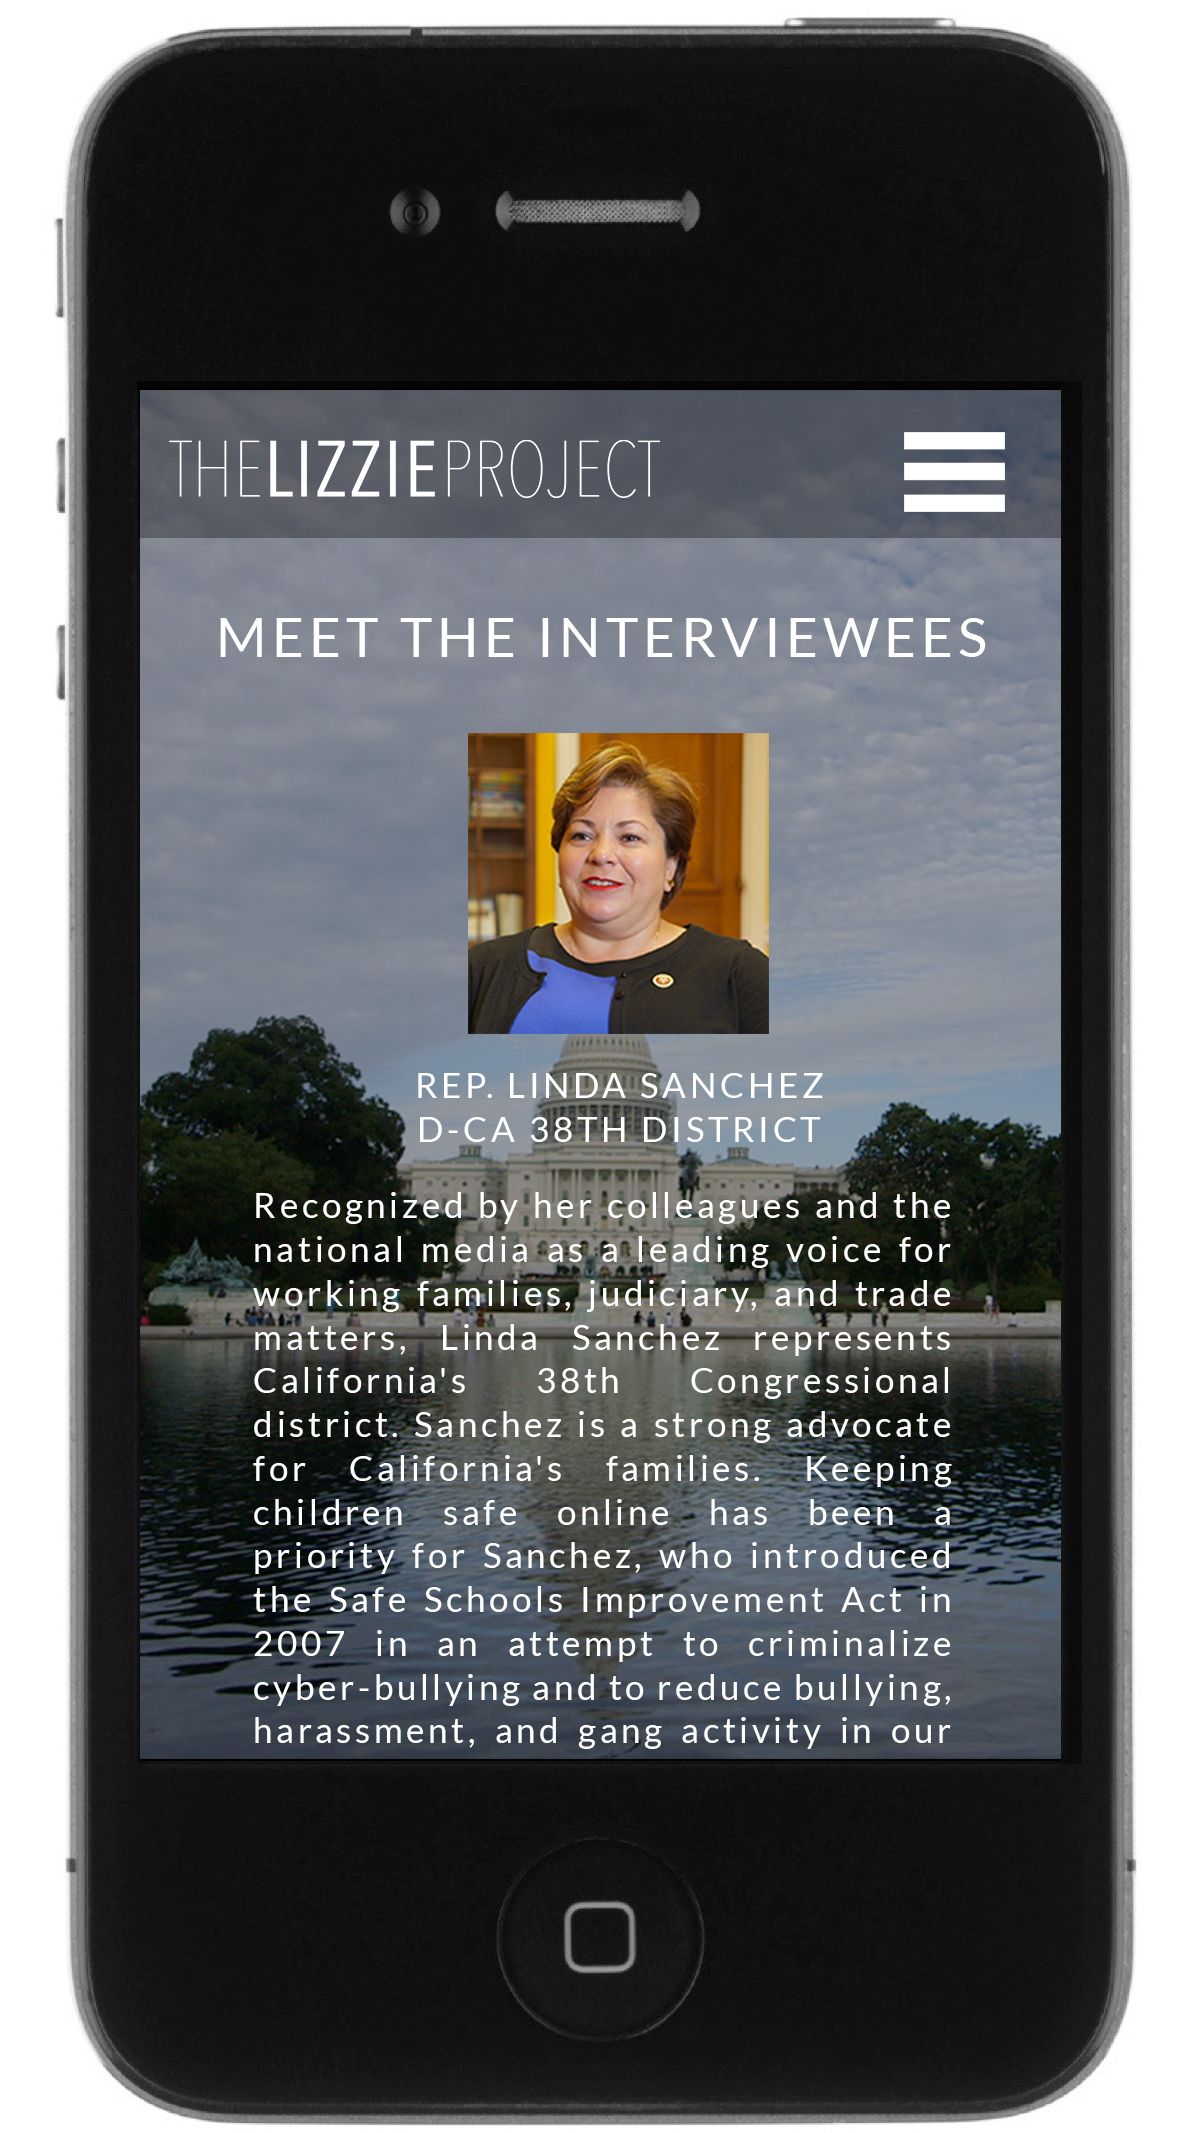 THELIZZIEPROJECT
MEET THE INTERVIEWEES
REP. LINDA SANCHEZ
D-CA 38TH DISTRICT
Recognized by her colleagues and the
national media as a leading voice for
working families, judiciary, and trade
matters, Linda Sanchez represents
California's 38th Congressional
district. Sanchez is a strong advocate
for California's families. Keeping
children safe online has been a
priority for Sanchez, who introduced
the Safe Schools Improvement Act in
2007 in an attempt to criminalize
cyber-bullying and to reduce bullying,
harassment, and gang activity in our